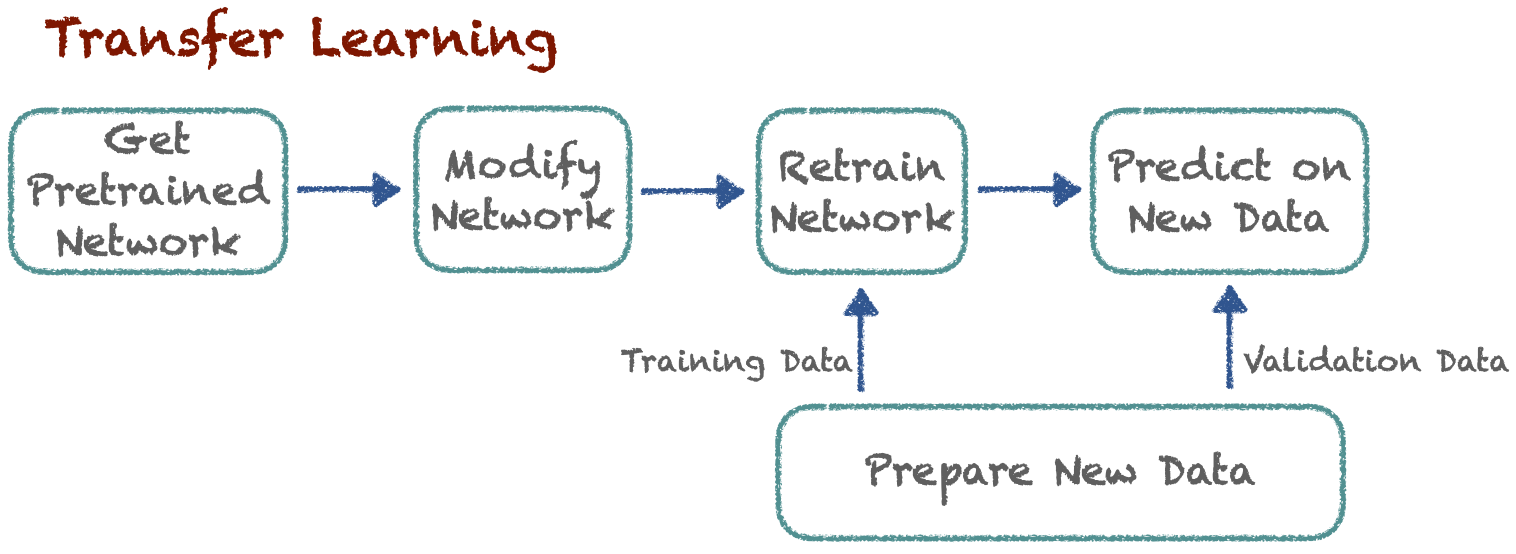 Transfer Learning
Get
Pretrained
Network
Modify
Network
Retrain
Network
Predict on
New Data
Training Data
Validation Data
Prepare New Data